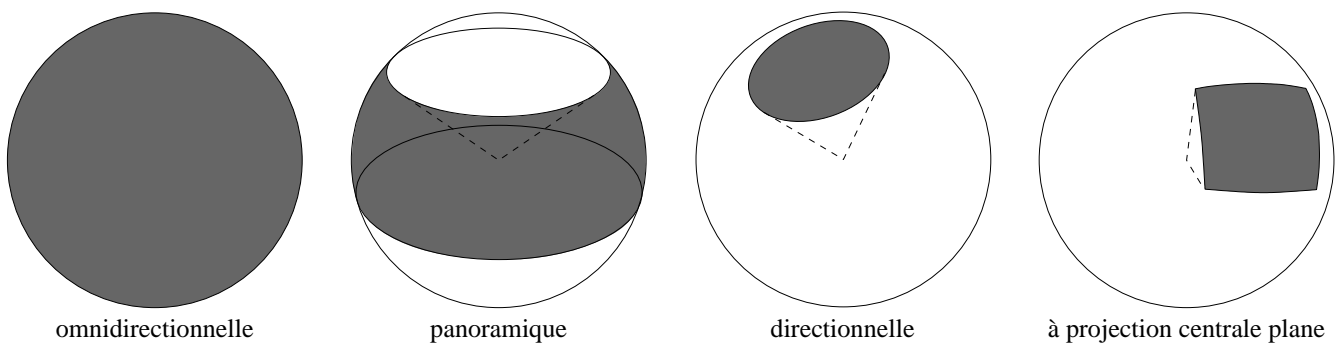 omnidirectionnelle
panoramique
directionnelle
à projection centrale plane